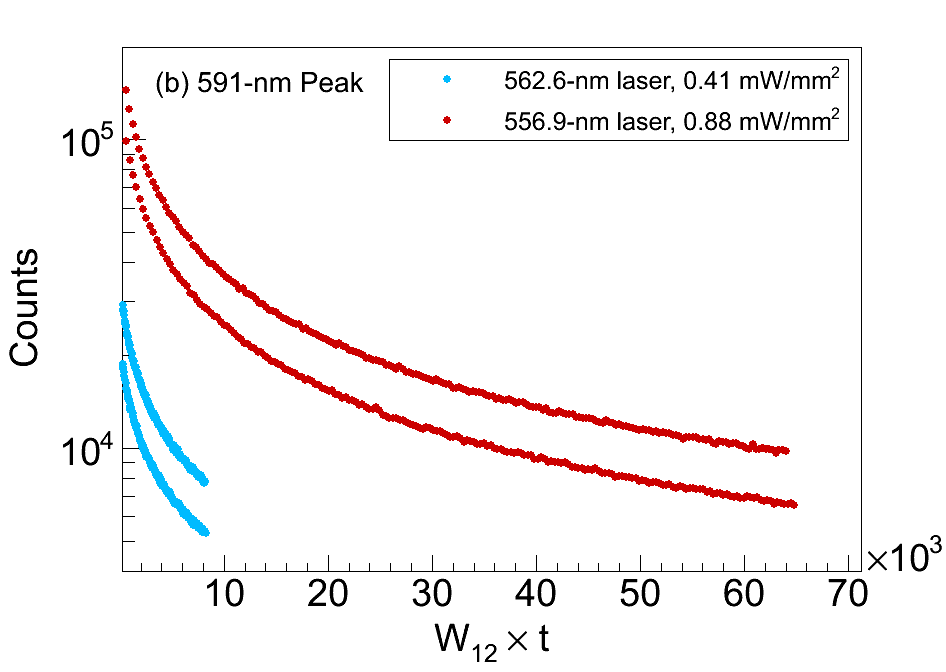 (b) 591-nm Peak
562.6-nm laser, 0.41 mW/mm²
556.9-nm laser, 0.88 mW/mm²
10⁵
10⁴
Counts
10 20 30 40 50 60 70
×10³
W₁₂ × t